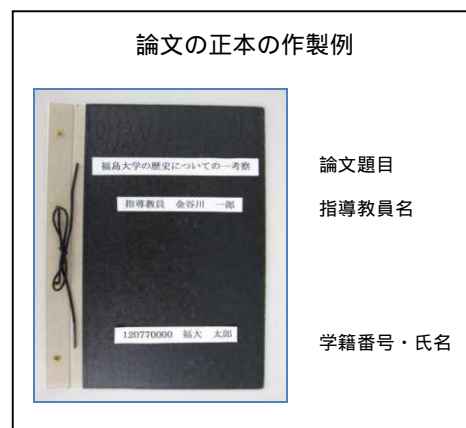 論文の正本の作製例
福島大学の歴史についての一考察
論文題目
指導教員　金谷川　一郎
指導教員名
120770000　福大　太郎
学籍番号・氏名